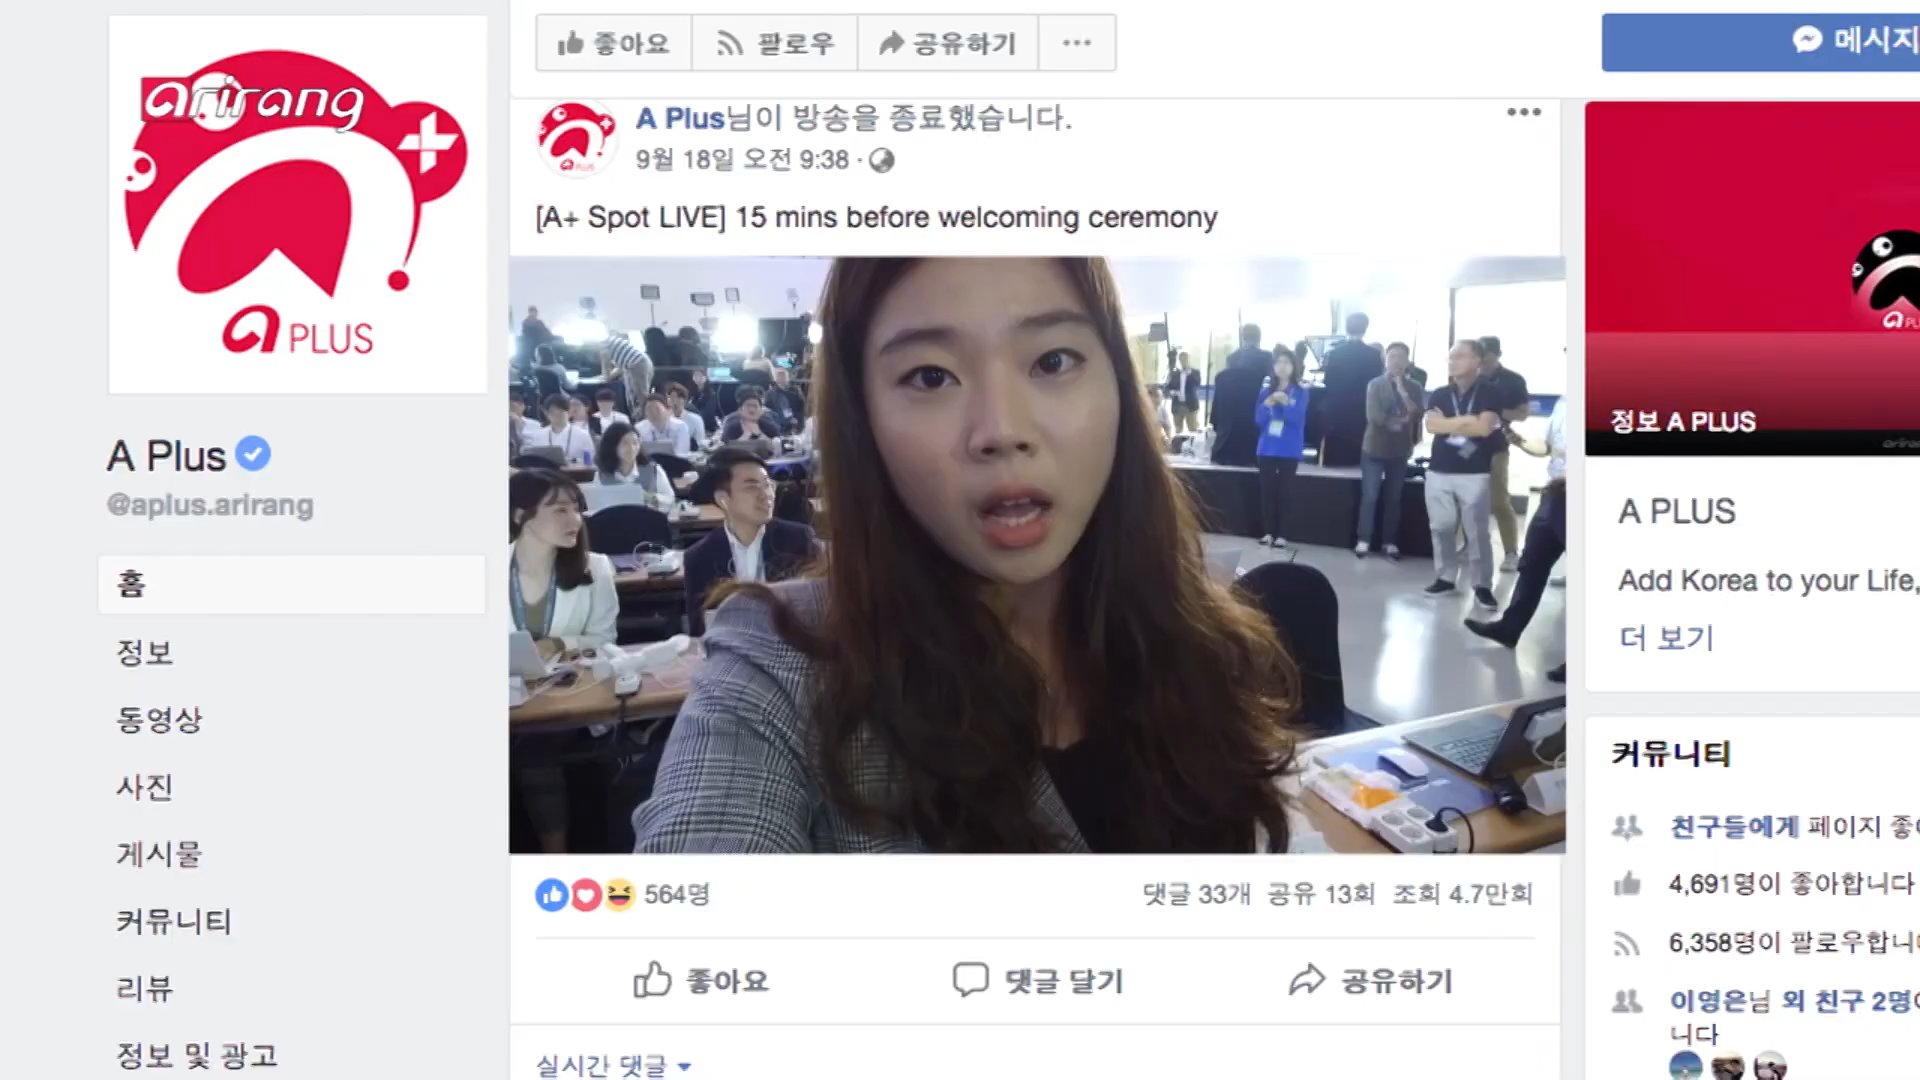 arirang
a PLUS
A Plus
@aplus.arirang
홈
정보
동영상
사진
게시물
커뮤니티
리뷰
정보 및 광고
좋아요
팔로우
공유하기
메시지
A Plus님이 방송을 종료했습니다.
9월 18일 오전 9:38
[A+ Spot LIVE] 15 mins before welcoming ceremony
564명
댓글 33개 공유 13회 조회 4.7만회
좋아요
댓글 달기
공유하기
실시간 댓글
정보 A PLUS
A PLUS
Add Korea to your Life,
더 보기
커뮤니티
친구들에게 페이지
4,691명이 좋아합니다
6,358명이 팔로우합니
이영은님 외 친구 2명
니다